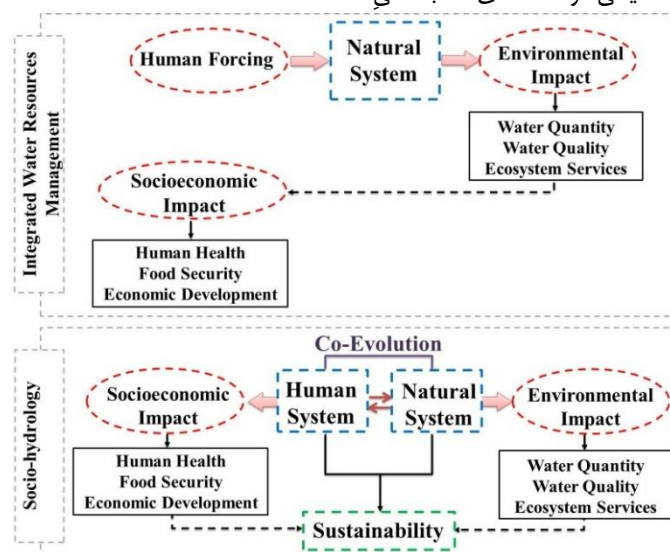 Integrated Water Resources
Management
Human Forcing
Natural
System
Environmental
Impact
Water Quantity
Water Quality
Ecosystem Services
Socioeconomic
Impact
Human Health
Food Security
Economic Development
Socio-hydrology
Co-Evolution
Socioeconomic
Impact
Human
System
Natural
System
Environmental
Impact
Human Health
Food Security
Economic Development
Water Quantity
Water Quality
Ecosystem Services
Sustainability